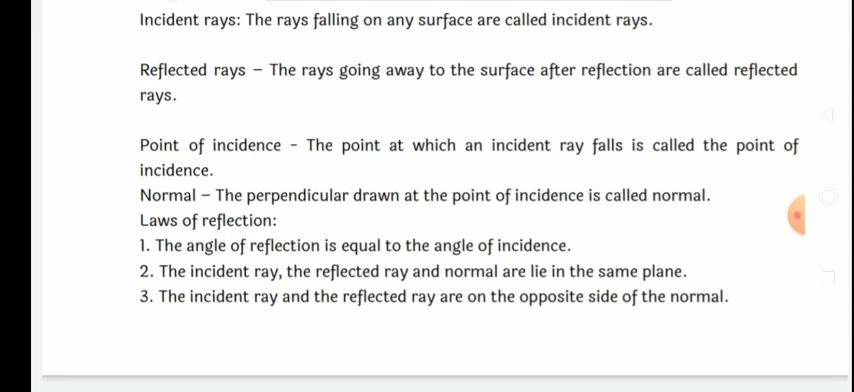 Incident rays: The rays falling on any surface are called incident rays.
Reflected rays – The rays going away to the surface after reflection are called reflected
rays.
Point of incidence - The point at which an incident ray falls is called the point of
incidence.
Normal – The perpendicular drawn at the point of incidence is called normal.
Laws of reflection:
1. The angle of reflection is equal to the angle of incidence.
2. The incident ray, the reflected ray and normal are lie in the same plane.
3. The incident ray and the reflected ray are on the opposite side of the normal.